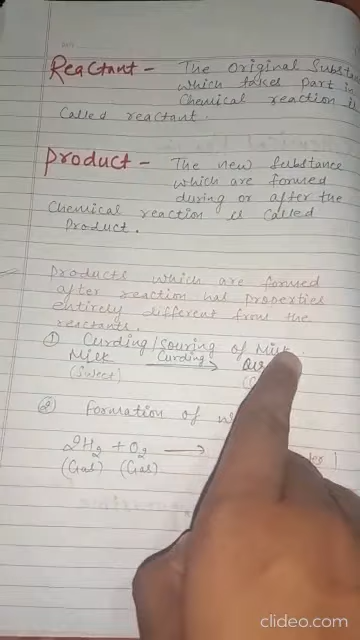 Reactant - The Original Substan
which takes part in
Chemical reaction is
Called reactant.
Product - The new Substance
which are formed
during or after the
Chemical reaction is called
Product.
Products which are formed
after reaction has properties
entirely different from the
reactants.
① Curding/Souring of Milk
Milk Curding →
(Sweet)
② Formation of
2H₂ + O₂ →
(Gas) (Gas)
clideo.com